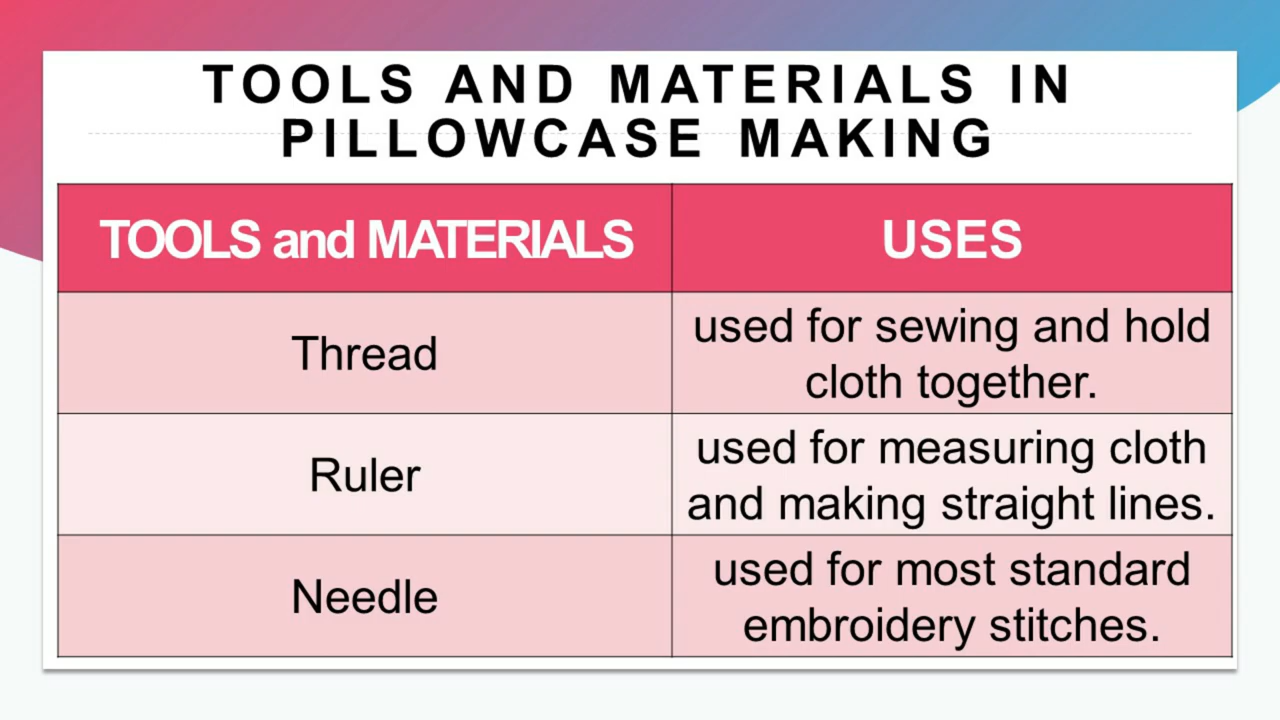 TOOLS AND MATERIALS IN
PILLOWCASE MAKING
TOOLS and MATERIALS
USES
Thread
used for sewing and hold
cloth together.
Ruler
used for measuring cloth
and making straight lines.
Needle
used for most standard
embroidery stitches.